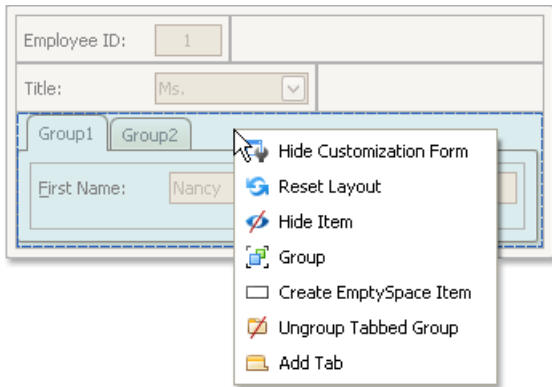 Employee ID: 1
Title: Ms.
Group1 Group2
First Name: Nancy
Hide Customization Form
Reset Layout
Hide Item
Group
Create EmptySpace Item
Ungroup Tabbed Group
Add Tab